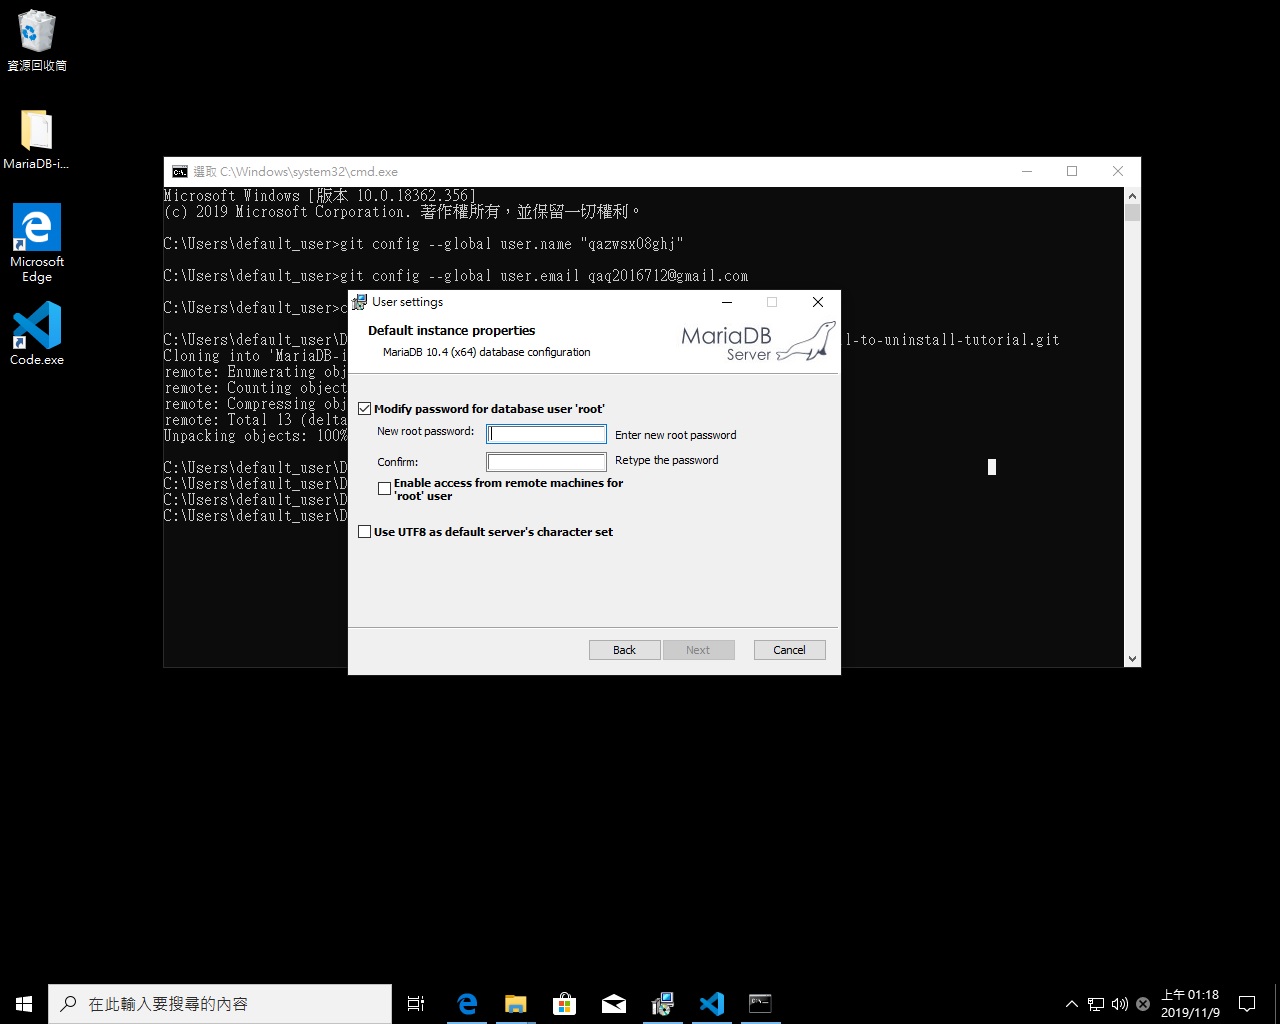 資源回收筒
MariaDB-i...
Microsoft
Edge
Code.exe
選取 C:\Windows\system32\cmd.exe
Microsoft Windows [版本 10.0.18362.356]
(c) 2019 Microsoft Corporation. 著作權所有，並保留一切權利。
C:\Users\default_user>git config --global user.name "qazwsx08ghj"
C:\Users\default_user>git config --global user.email qaq2016712@gmail.com
C:\Users\default_user>c
C:\Users\default_user\D
l-to-uninstall-tutorial.git
Cloning into 'MariaDB-i
remote: Enumerating obj
remote: Counting object
remote: Compressing obj
remote: Total 13 (delta
Unpacking objects: 100%
C:\Users\default_user\D
C:\Users\default_user\D
C:\Users\default_user\D
C:\Users\default_user\D
User settings
Default instance properties
MariaDB 10.4 (x64) database configuration
MariaDB
Server
Modify password for database user 'root'
New root password:
Enter new root password
Confirm:
Retype the password
Enable access from remote machines for
'root' user
Use UTF8 as default server's character set
Back
Next
Cancel
在此輸入要搜尋的內容
上午 01:18
2019/11/9